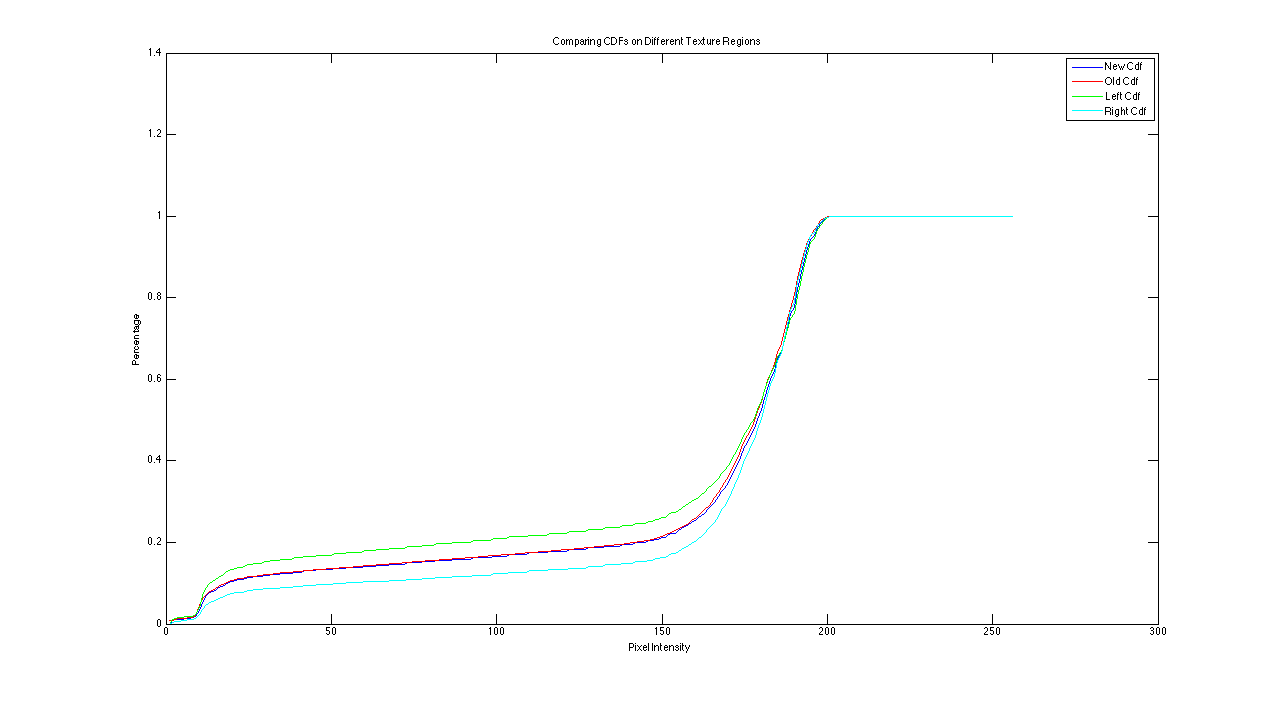 Comparing CDFs on Different Texture Regions
1.4
1.2
1
0.8
0.6
0.4
0.2
0
Percentage
New Cdf
Old Cdf
Left Cdf
Right Cdf
0 50 100 150 200 250 300
Pixel Intensity